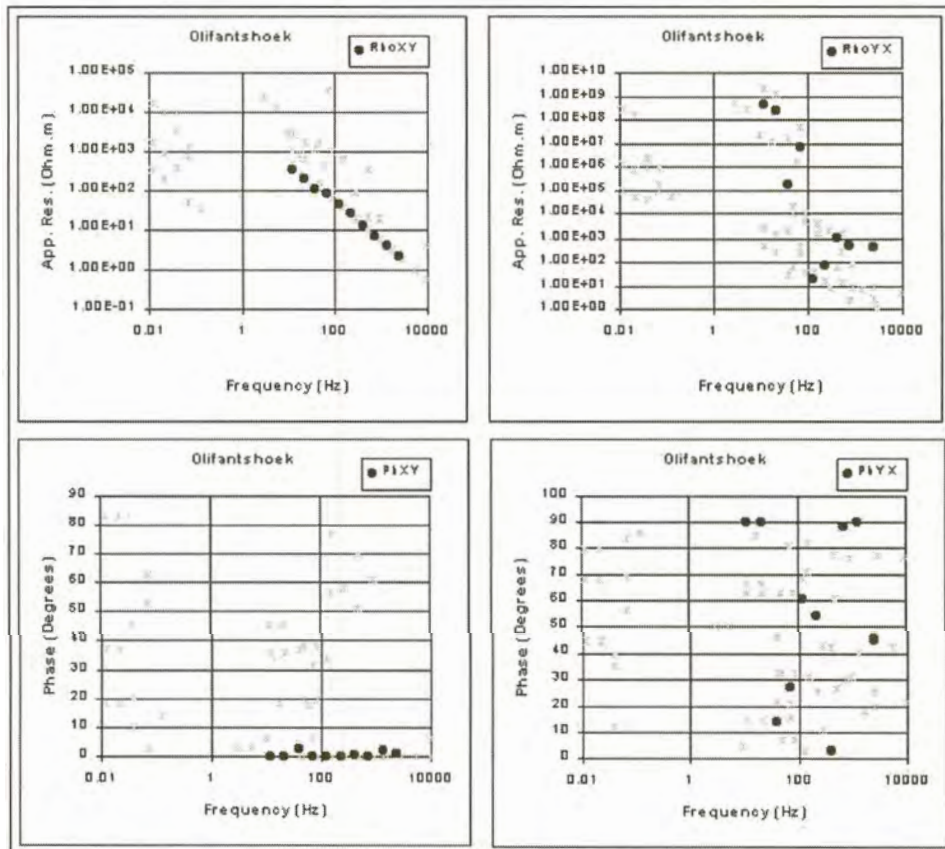 Olifantshoek
RhoXY
1.00E+05
1.00E+04
1.00E+03
1.00E+02
1.00E+01
1.00E+00
1.00E-01
App. Res. (Ohm.m)
0.01 1 100 10000
Frequency (Hz)
Olifantshoek
RhoYX
1.00E+10
1.00E+09
1.00E+08
1.00E+07
1.00E+06
1.00E+05
1.00E+04
1.00E+03
1.00E+02
1.00E+01
1.00E+00
App. Res. (Ohm.m)
0.01 1 100 10000
Frequency (Hz)
Olifantshoek
PhXY
90
80
70
60
50
40
30
20
10
0
Phase (Degrees)
0.01 1 100 10000
Frequency (Hz)
Olifantshoek
PhYX
100
90
80
70
60
50
40
30
20
10
0
Phase (Degrees)
0.01 1 100 10000
Frequency (Hz)